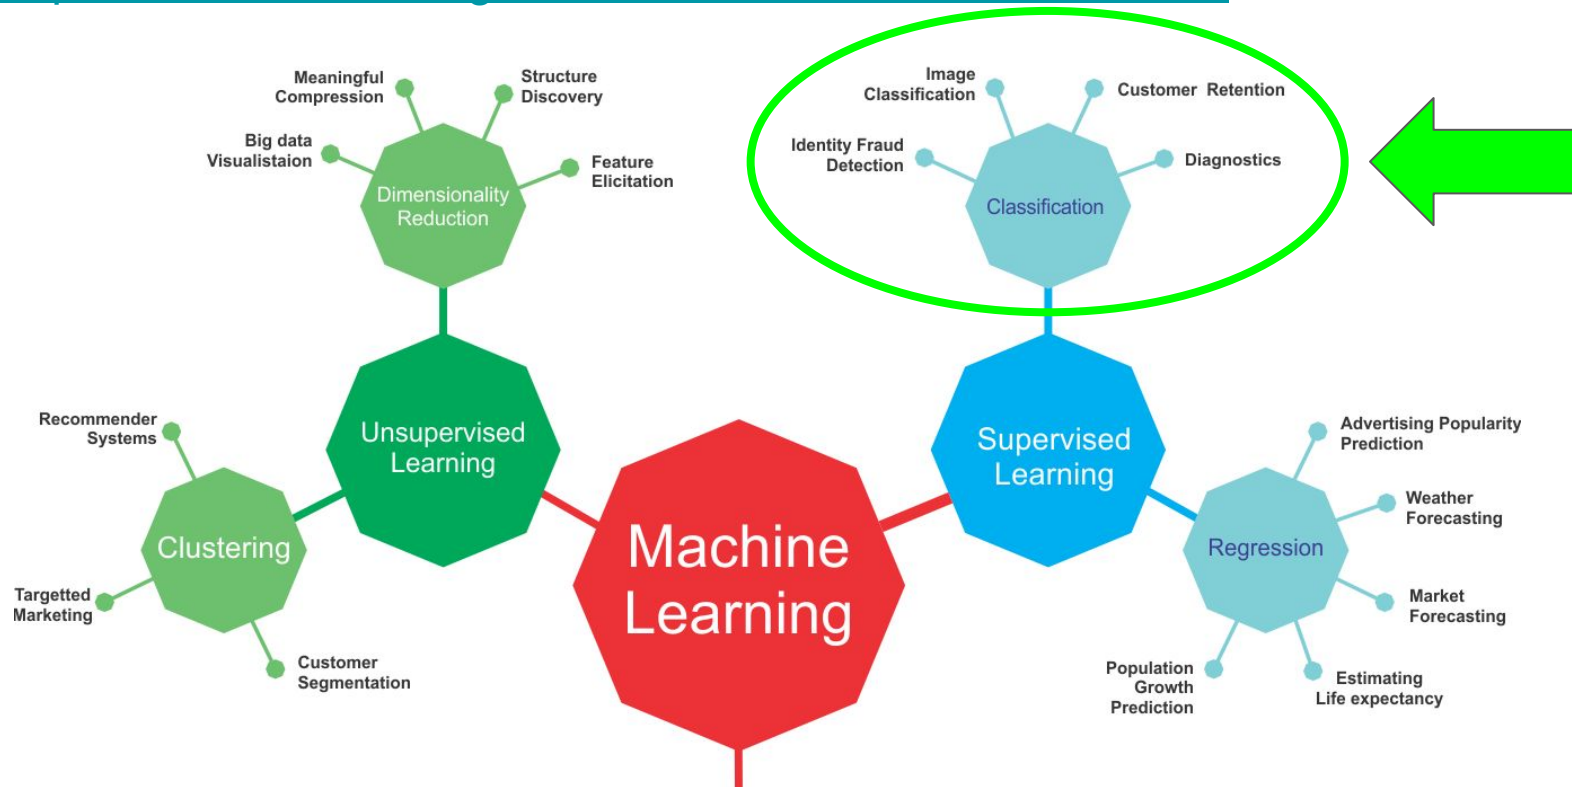 Meaningful
Compression
Structure
Discovery
Big data
Visualistaion
Feature
Elicitation
Dimensionality
Reduction
Image
Classification
Customer Retention
Identity Fraud
Detection
Diagnostics
Classification
Recommender
Systems
Unsupervised
Learning
Clustering
Targetted
Marketing
Customer
Segmentation
Machine
Learning
Supervised
Learning
Advertising Popularity
Prediction
Weather
Forecasting
Regression
Market
Forecasting
Population
Growth
Prediction
Estimating
Life expectancy